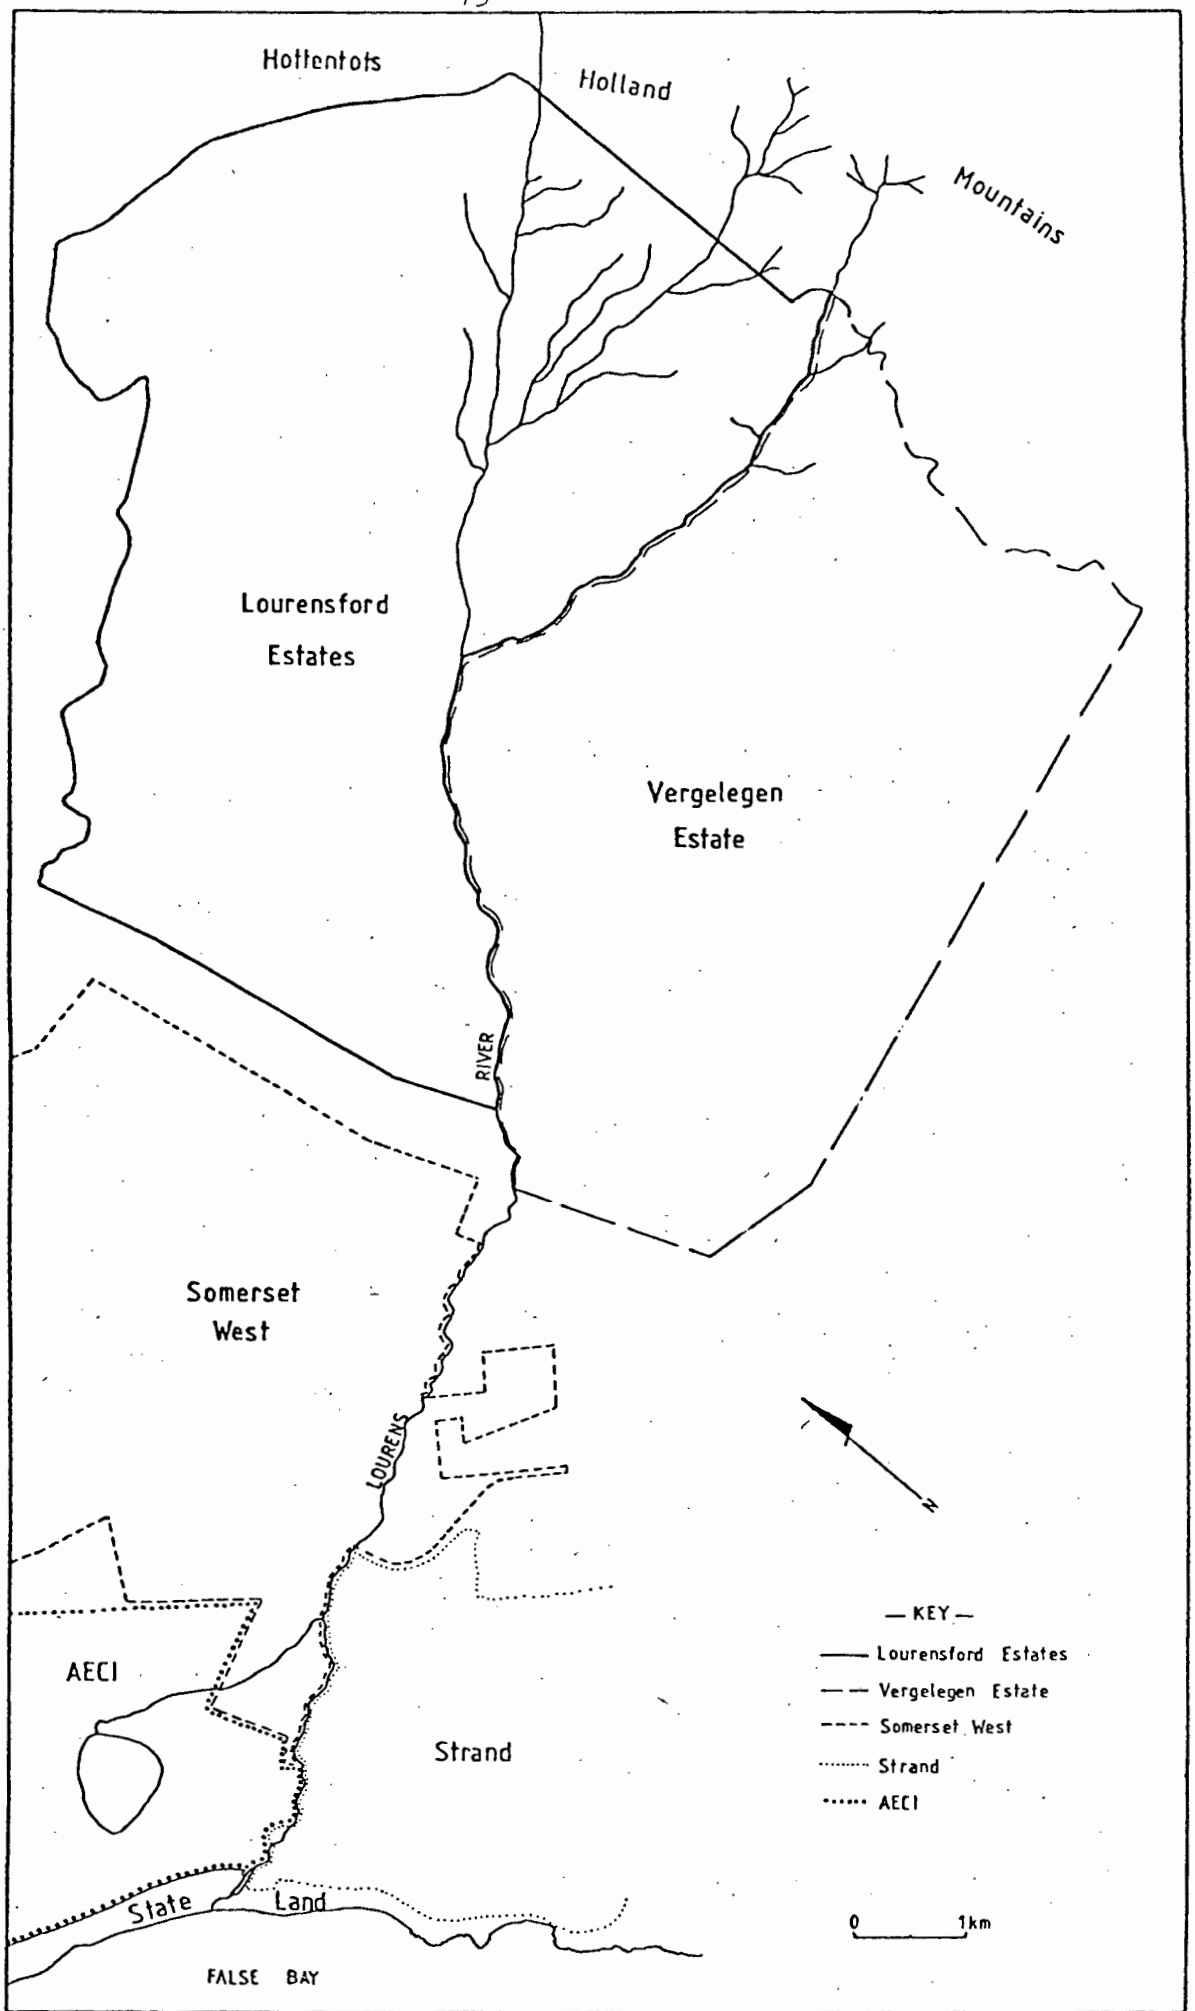 Hottentots
Holland
Mountains
Lourensford
Estates
Vergelegen
Estate
RIVER
Somerset
West
LOURENS
N
— KEY —
Lourensford Estates
Vergelegen Estate
Somerset West
Strand
AECI
AECI
Strand
State Land
0 1km
FALSE BAY